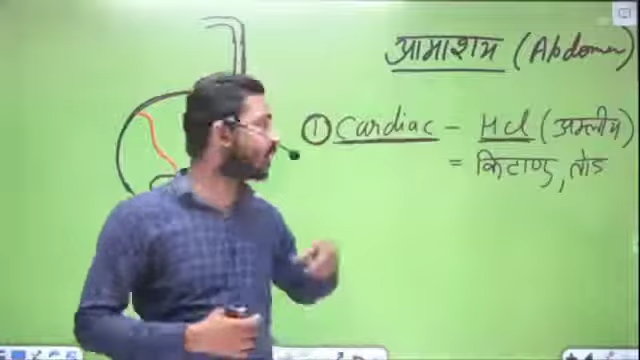 आमाशय (Abdomen)
① Cardiac - HCl (अम्लीय)
= किटाणु, तोड